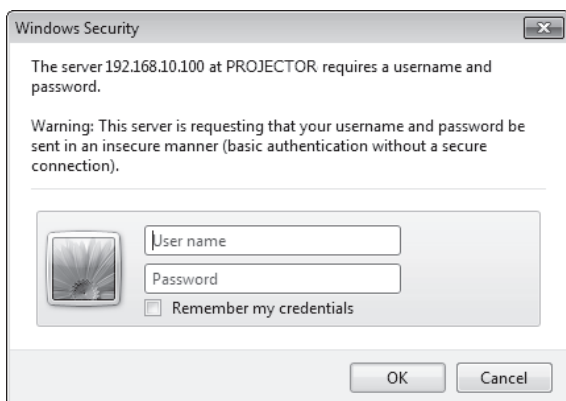 Windows Security
The server 192.168.10.100 at PROJECTOR requires a username and
password.
Warning: This server is requesting that your username and password be
sent in an insecure manner (basic authentication without a secure
connection).
User name
Password
Remember my credentials
OK
Cancel